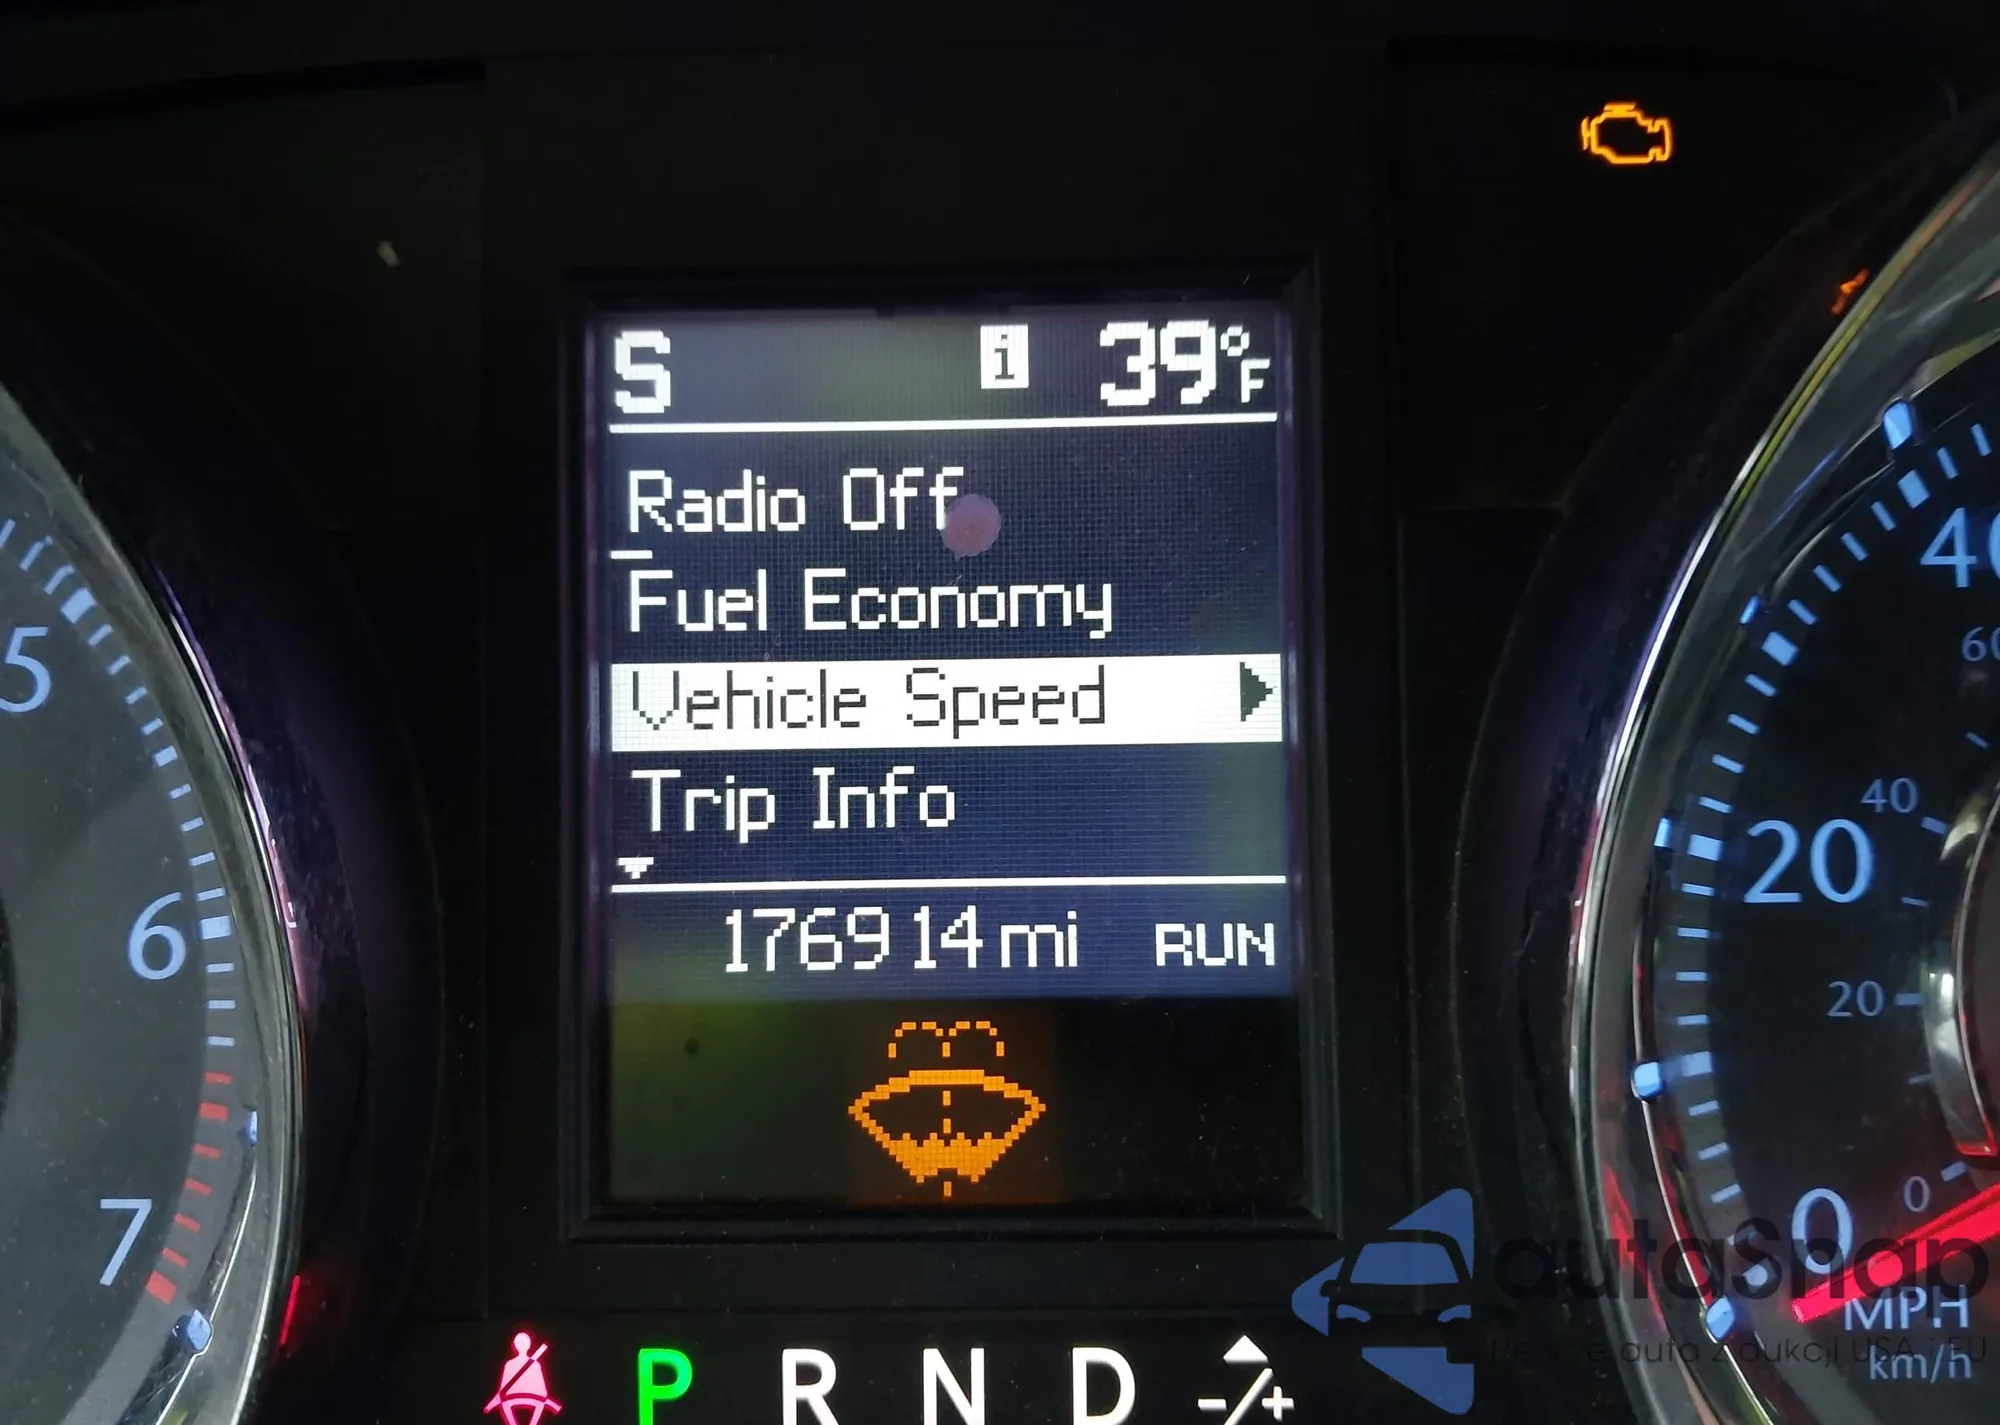 S i 39°F
Radio Off
Fuel Economy
Vehicle Speed
Trip Info
176914 mi RUN
5
6
7
40
60
20
40
20
0
0
MPH
km/h
P R N D - / +
autaSnap